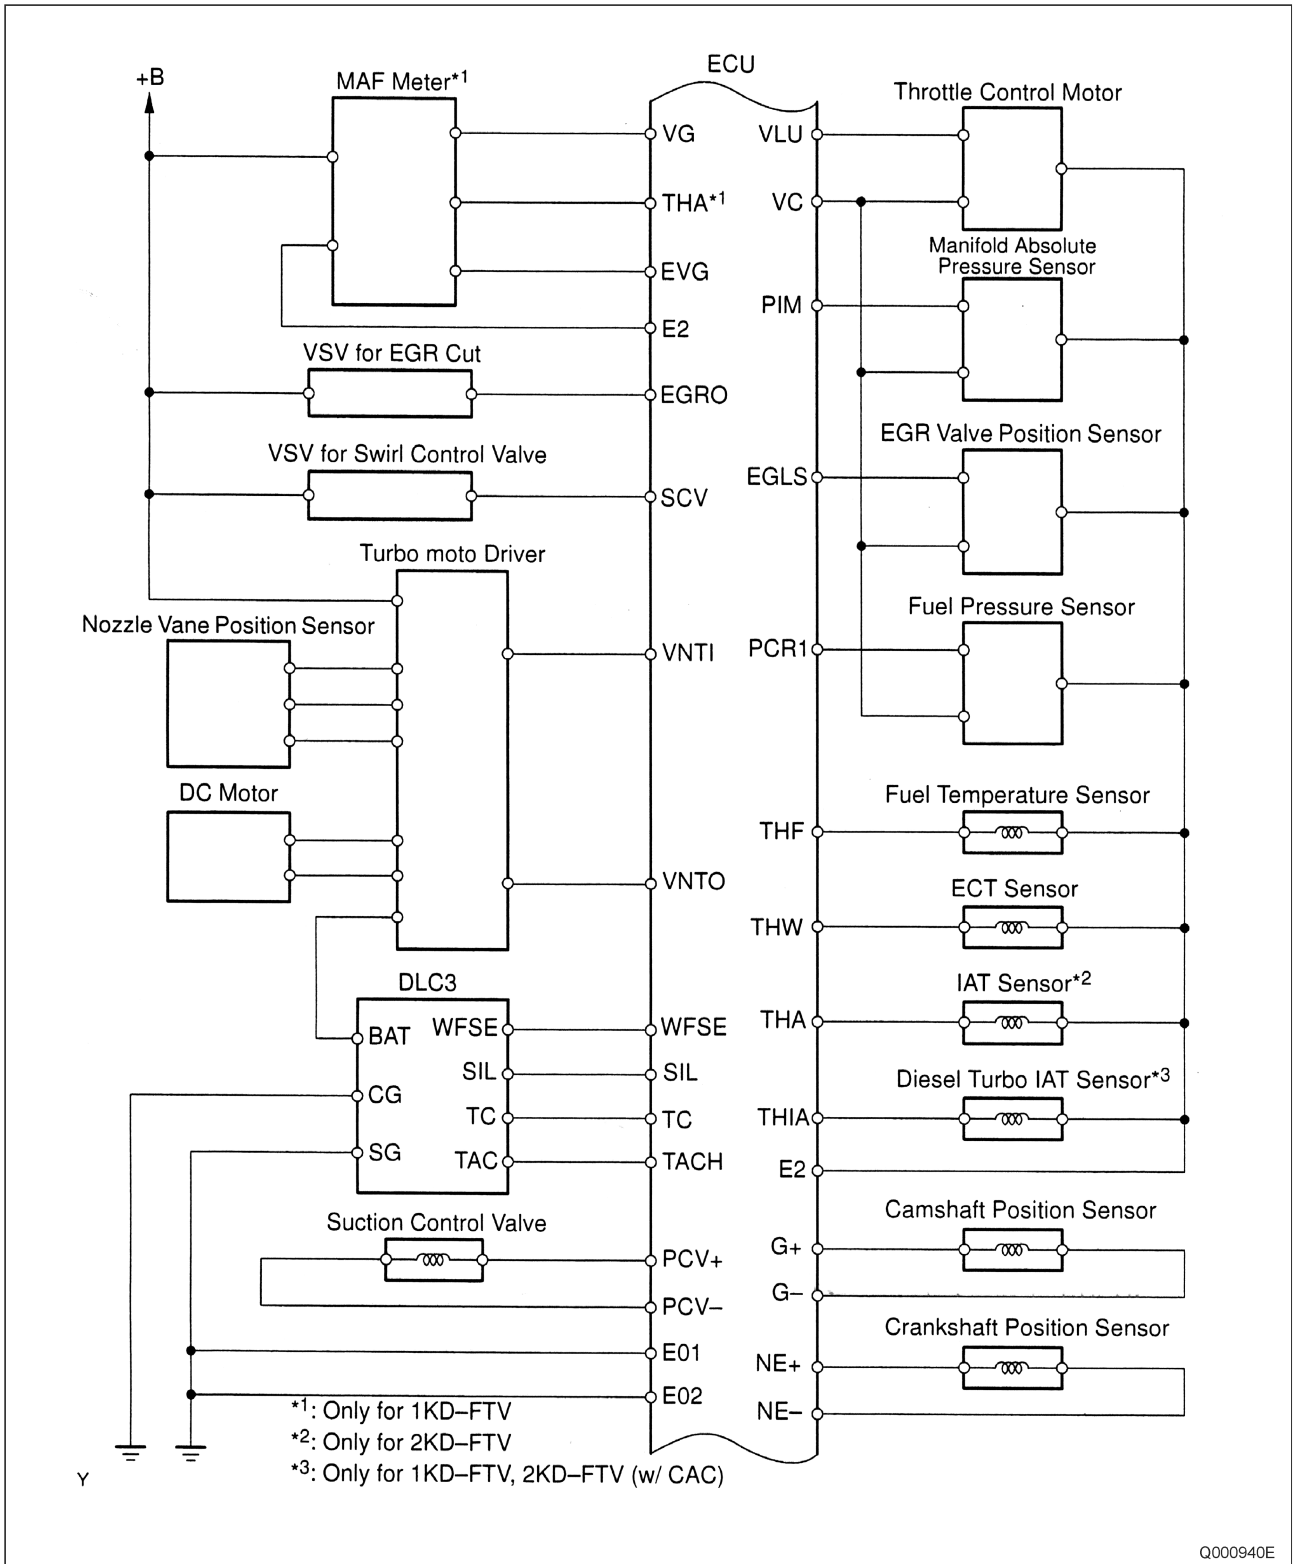 ECU
+B
MAF Meter*1
Throttle Control Motor
VG
VLU
THA*1
VC
Manifold Absolute
Pressure Sensor
EVG
PIM
E2
VSV for EGR Cut
EGRO
EGR Valve Position Sensor
VSV for Swirl Control Valve
EGLS
SCV
Turbo moto Driver
Fuel Pressure Sensor
Nozzle Vane Position Sensor
VNTI
PCR1
DC Motor
Fuel Temperature Sensor
THF
VNTO
ECT Sensor
THW
DLC3
IAT Sensor*2
BAT
WFSE
WFSE
THA
SIL
SIL
Diesel Turbo IAT Sensor*3
CG
TC
TC
THIA
SG
TAC
TACH
E2
Suction Control Valve
Camshaft Position Sensor
PCV+
G+
PCV–
G–
Crankshaft Position Sensor
E01
NE+
E02
NE–
*1: Only for 1KD–FTV
*2: Only for 2KD–FTV
*3: Only for 1KD–FTV, 2KD–FTV (w/ CAC)
Y
Q000940E